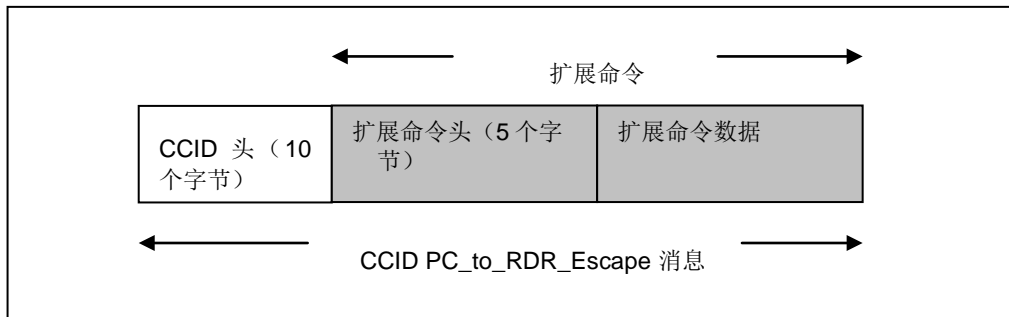 扩展命令
CCID 头（10
个字节）
扩展命令头（5 个字
节）
扩展命令数据
CCID PC_to_RDR_Escape 消息